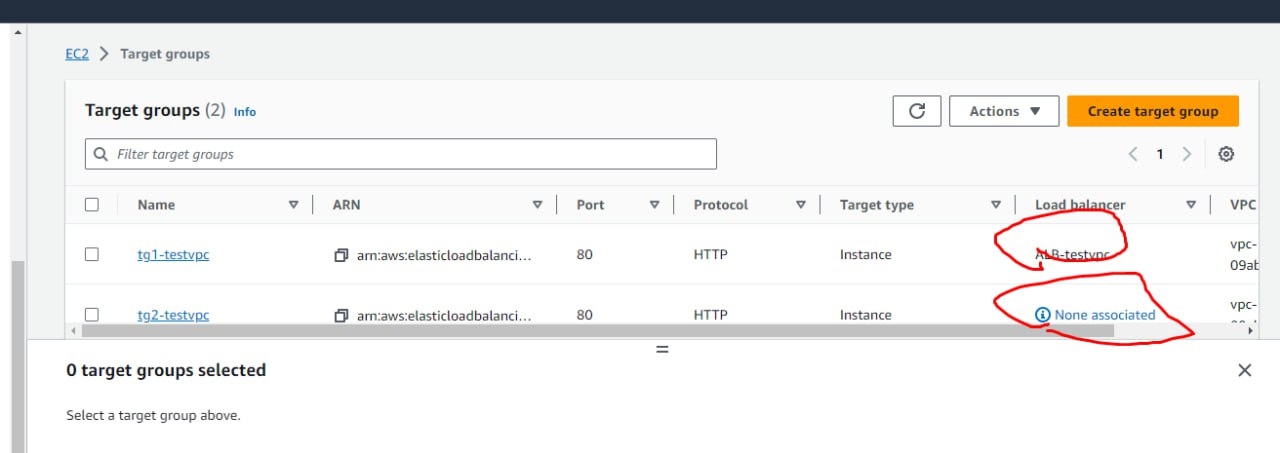 EC2 > Target groups
Target groups (2) Info
Actions
Create target group
Filter target groups
1
Name ARN Port Protocol Target type Load balancer VPC
tg1-testvpc arn:aws:elasticloadbalanci... 80 HTTP Instance ALB-testvpc vpc-
09ab
tg2-testvpc arn:aws:elasticloadbalanci... 80 HTTP Instance None associated vpc-
0 target groups selected
Select a target group above.